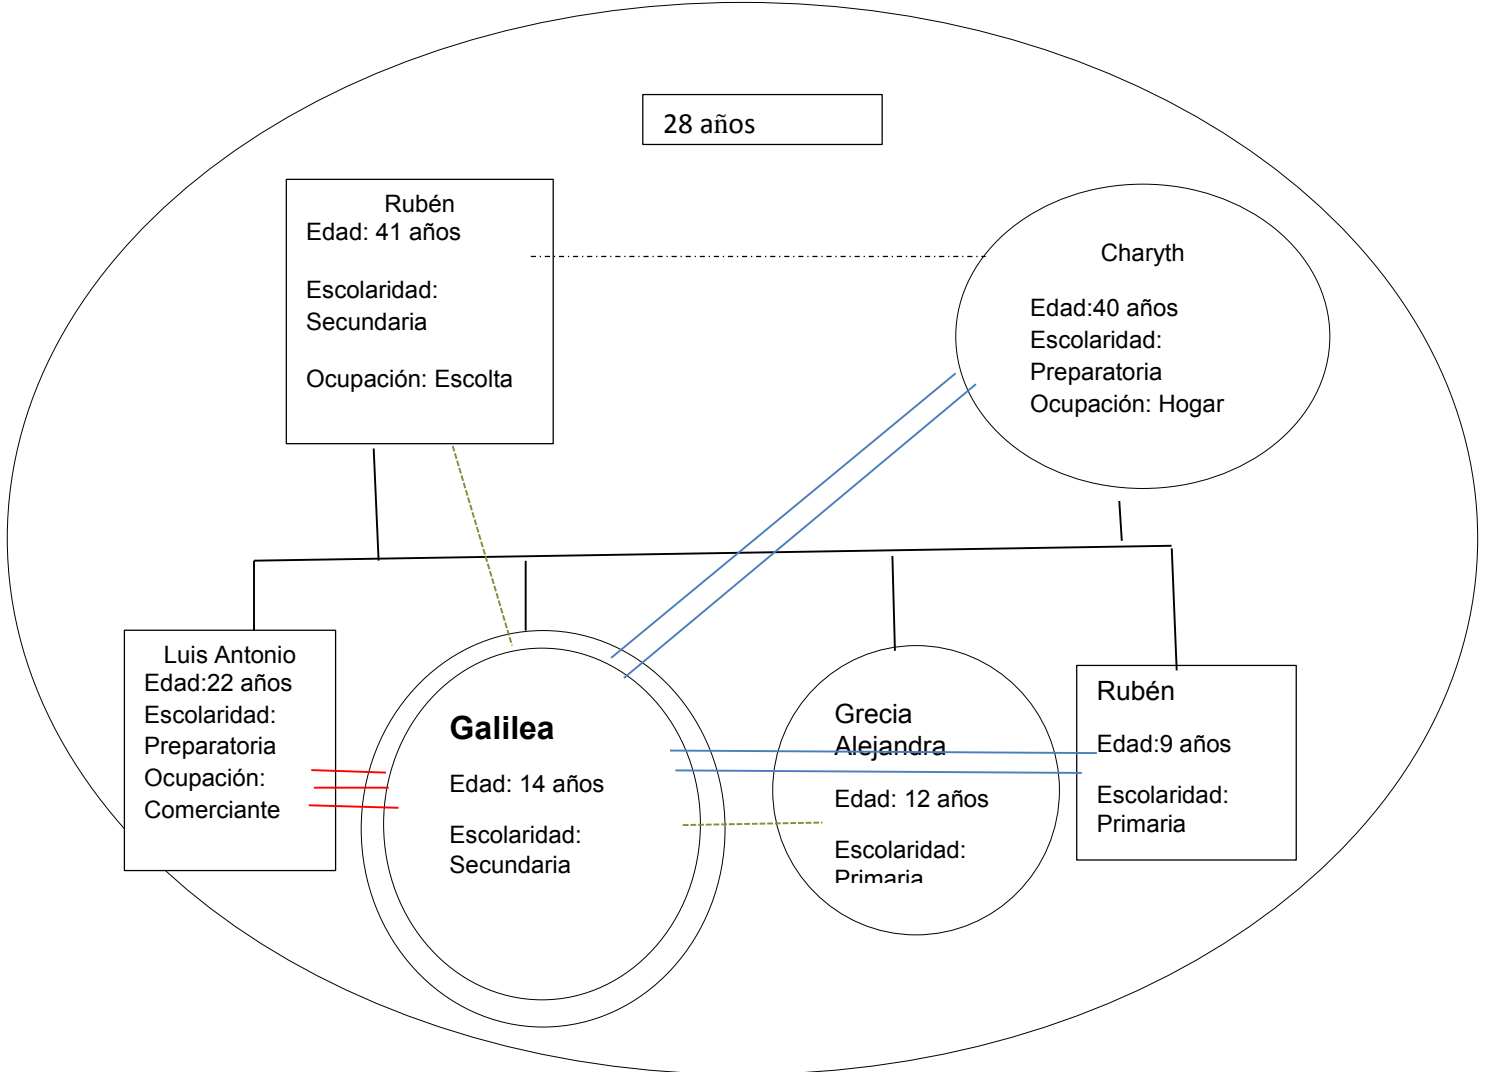 28 años
Rubén
Edad: 41 años
Escolaridad:
Secundaria
Ocupación: Escolta
Charyth
Edad:40 años
Escolaridad:
Preparatoria
Ocupación: Hogar
Luis Antonio
Edad:22 años
Escolaridad:
Preparatoria
Ocupación:
Comerciante
Galilea
Edad: 14 años
Escolaridad:
Secundaria
Grecia
Alejandra
Edad: 12 años
Escolaridad:
Primaria
Rubén
Edad:9 años
Escolaridad:
Primaria